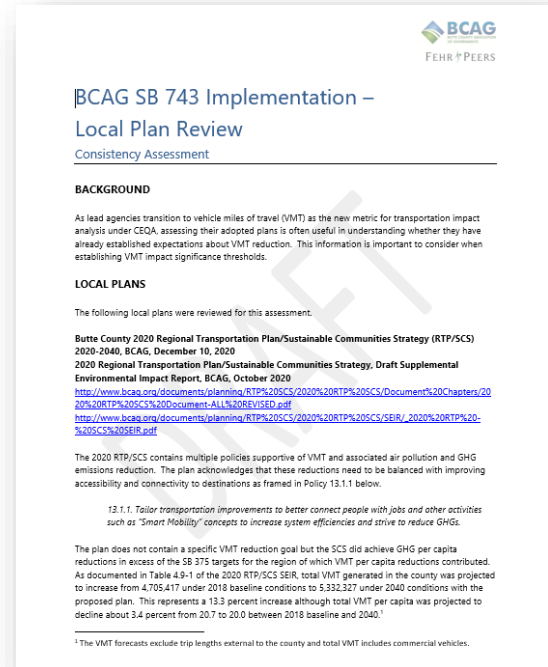 BCAG
BUTTE COUNTY ASSOCIATION
OF GOVERNMENTS
FEHR PEERS
BCAG SB 743 Implementation –
Local Plan Review
Consistency Assessment
BACKGROUND
As lead agencies transition to vehicle miles of travel (VMT) as the new metric for transportation impact
analysis under CEQA, assessing their adopted plans is often useful in understanding whether they have
already established expectations about VMT reduction. This information is important to consider when
establishing VMT impact significance thresholds.
LOCAL PLANS
The following local plans were reviewed for this assessment.
Butte County 2020 Regional Transportation Plan/Sustainable Communities Strategy (RTP/SCS)
2020-2040, BCAG, December 10, 2020
2020 Regional Transportation Plan/Sustainable Communities Strategy, Draft Supplemental
Environmental Impact Report, BCAG, October 2020
http://www.bcag.org/documents/planning/RTP%20SCS/2020%20RTP%20SCS/Document%20Chapters/20
20%20RTP%20SCS%20Document-ALL%20REVISED.pdf
http://www.bcag.org/documents/planning/RTP%20SCS/2020%20RTP%20SCS/SEIR/_2020%20RTP%20-
%20SCS%20SEIR.pdf
The 2020 RTP/SCS contains multiple policies supportive of VMT and associated air pollution and GHG
emissions reduction. The plan acknowledges that these reductions need to be balanced with improving
accessibility and connectivity to destinations as framed in Policy 13.1.1 below.
13.1.1. Tailor transportation improvements to better connect people with jobs and other activities
such as "Smart Mobility" concepts to increase system efficiencies and strive to reduce GHGs.
The plan does not contain a specific VMT reduction goal but the SCS did achieve GHG per capita
reductions in excess of the SB 375 targets for the region of which VMT per capita reductions contributed.
As documented in Table 4.9-1 of the 2020 RTP/SCS SEIR, total VMT generated in the county was projected
to increase from 4,705,417 under 2018 baseline conditions to 5,332,327 under 2040 conditions with the
proposed plan. This represents a 13.3 percent increase although total VMT per capita was projected to
decline about 3.4 percent from 20.7 to 20.0 between 2018 baseline and 2040.1
1 The VMT forecasts exclude trip lengths external to the county and total VMT includes commercial vehicles.
DRAFT